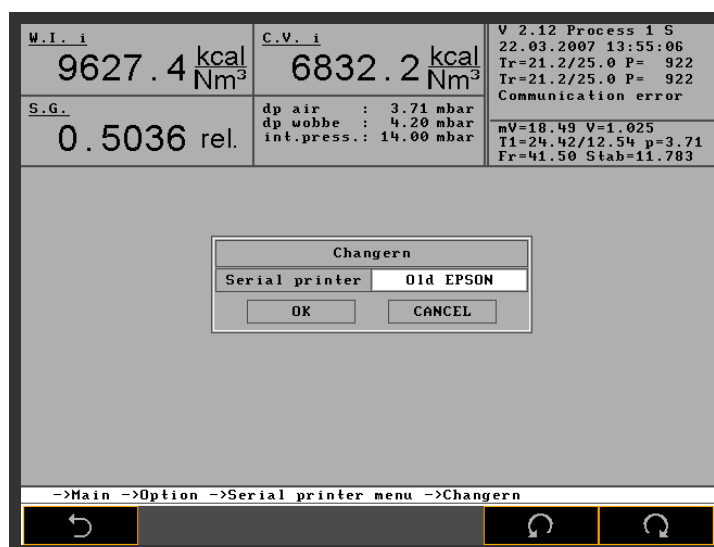 W.I. i
9627.4 kcal
Nm³
S.G.
0.5036 rel.
C.V. i
6832.2 kcal
Nm³
dp air : 3.71 mbar
dp wobbe : 4.20 mbar
int.press.: 14.00 mbar
V 2.12 Process 1 S
22.03.2007 13:55:06
Tr=21.2/25.0 P= 922
Tr=21.2/25.0 P= 922
Communication error
mV=18.49 V=1.025
T1=24.42/12.54 p=3.71
Fr=41.50 Stab=11.783
Changern
Serial printer Old EPSON
OK CANCEL
->Main ->Option ->Serial printer menu ->Changern